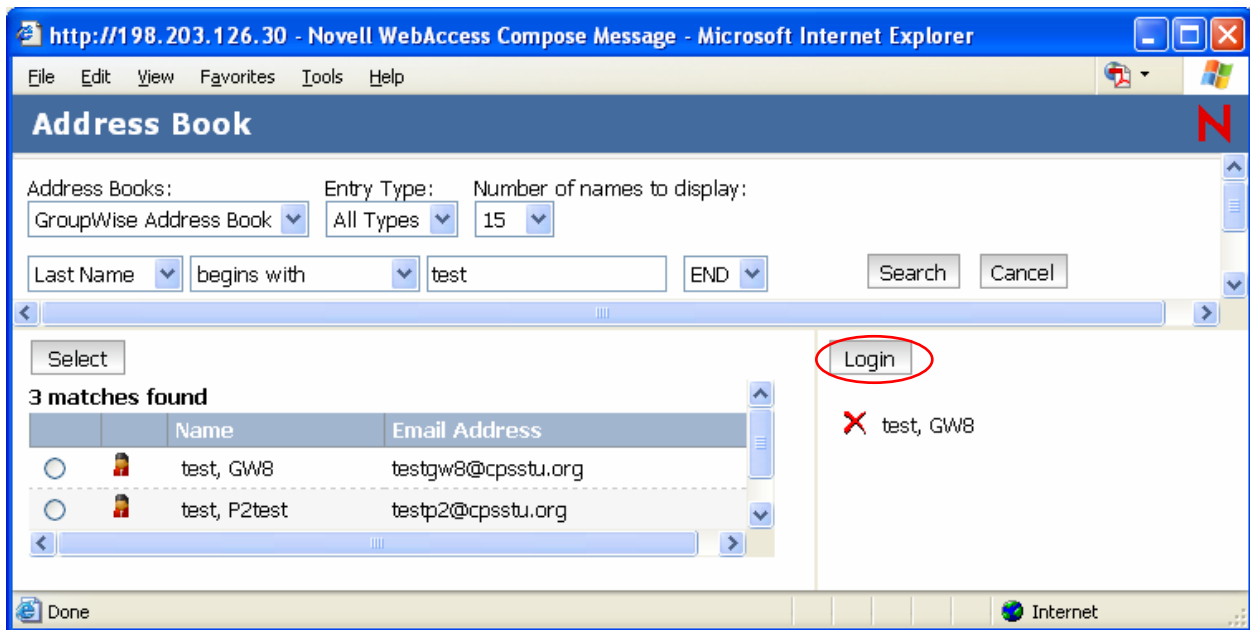 http://198.203.126.30 - Novell WebAccess Compose Message - Microsoft Internet Explorer
File Edit View Favorites Tools Help
Address Book N
Address Books: Entry Type: Number of names to display:
GroupWise Address Book All Types 15
Last Name begins with test END Search Cancel
Select Login
3 matches found
Name Email Address
test, GW8
test, GW8 testgw8@cpsstu.org
test, P2test testp2@cpsstu.org
Done Internet